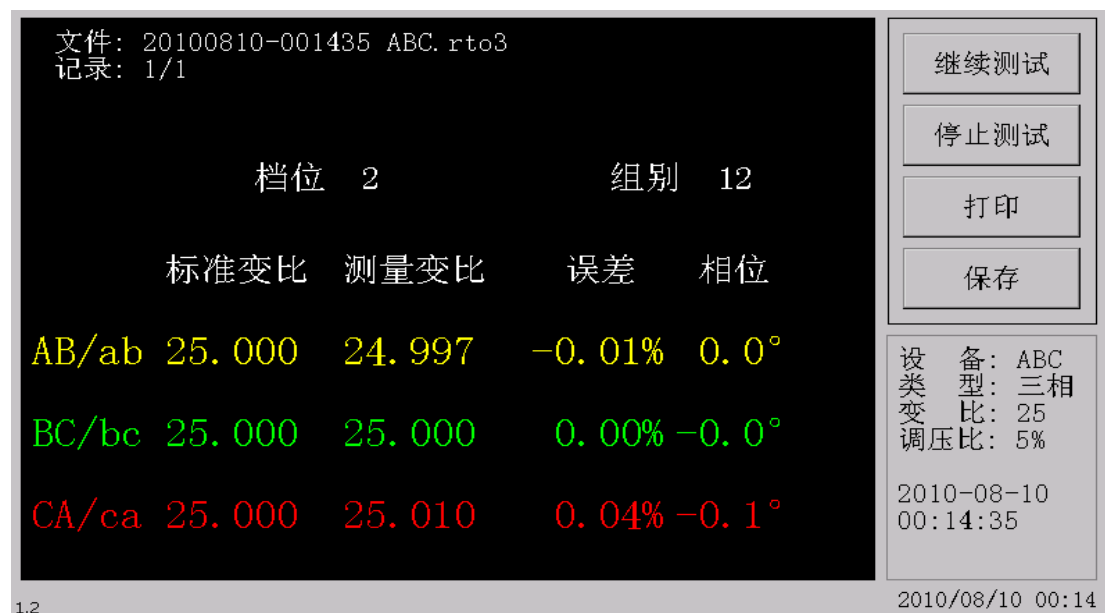 文件: 20100810-001435 ABC.rto3
记录: 1/1
档位 2 组别 12
标准变比 测量变比 误差 相位
AB/ab 25.000 24.997 -0.01% 0.0°
BC/bc 25.000 25.000 0.00% -0.0°
CA/ca 25.000 25.010 0.04% -0.1°
继续测试
停止测试
打印
保存
设 备: ABC
类 型: 三相
变 比: 25
调压比: 5%
2010-08-10
00:14:35
1.2
2010/08/10 00:14